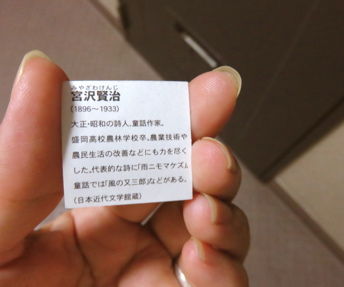 みやざわけんじ
宮沢賢治
(1896〜1933)
大正・昭和の詩人、童話作家。
盛岡高校農林学校卒。農業技術や
農民生活の改善などにも力を尽く
した。代表的な詩に「雨ニモマケズ」、
童話では「風の又三郎」などがある。
(日本近代文学館蔵)